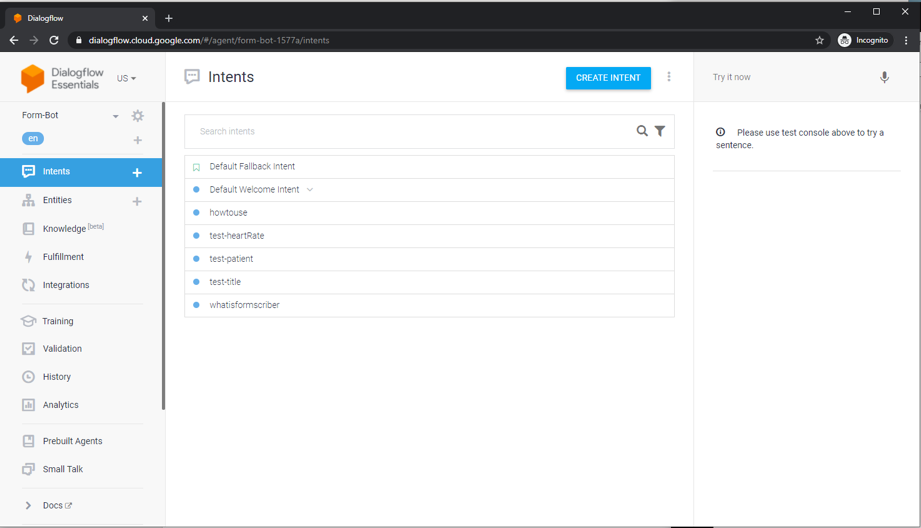 Dialogflow
dialogflow.cloud.google.com/#/agent/form-bot-1577a/intents
Incognito
Dialogflow
Essentials
US
Form-Bot
en
Intents
Entities
Knowledge [beta]
Fulfillment
Integrations
Training
Validation
History
Analytics
Prebuilt Agents
Small Talk
Docs
Intents
CREATE INTENT
Search intents
Default Fallback Intent
Default Welcome Intent
howtouse
test-heartRate
test-patient
test-title
whatisformscriber
Try it now
Please use test console above to try a
sentence.